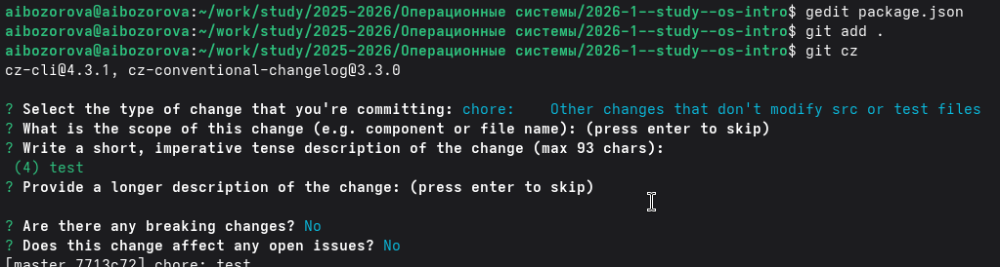 aibozorova@aibozorova:~/work/study/2025-2026/Операционные системы/2026-1--study--os-intro$ gedit package.json
aibozorova@aibozorova:~/work/study/2025-2026/Операционные системы/2026-1--study--os-intro$ git add .
aibozorova@aibozorova:~/work/study/2025-2026/Операционные системы/2026-1--study--os-intro$ git cz
cz-cli@4.3.1, cz-conventional-changelog@3.3.0
? Select the type of change that you're committing: chore:    Other changes that don't modify src or test files
? What is the scope of this change (e.g. component or file name): (press enter to skip)
? Write a short, imperative tense description of the change (max 93 chars):
(4) test
? Provide a longer description of the change: (press enter to skip)
? Are there any breaking changes? No
? Does this change affect any open issues? No
[master 7713c72] chore: test